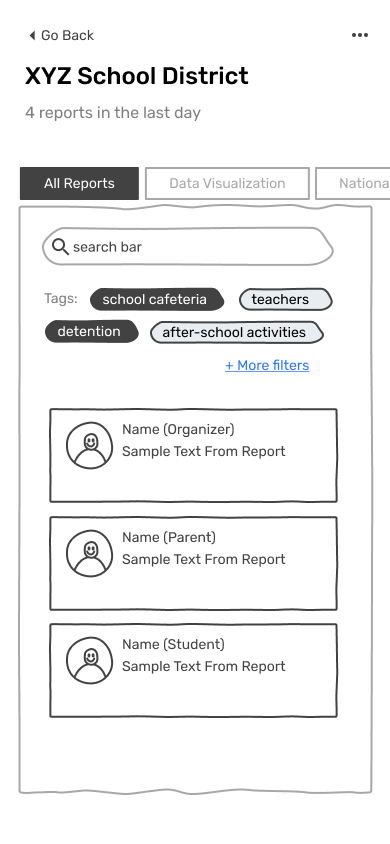 Go Back
XYZ School District
4 reports in the last day
All Reports
Data Visualization
Nationa
search bar
Tags: school cafeteria teachers
detention after-school activities
+ More filters
Name (Organizer)
Sample Text From Report
Name (Parent)
Sample Text From Report
Name (Student)
Sample Text From Report